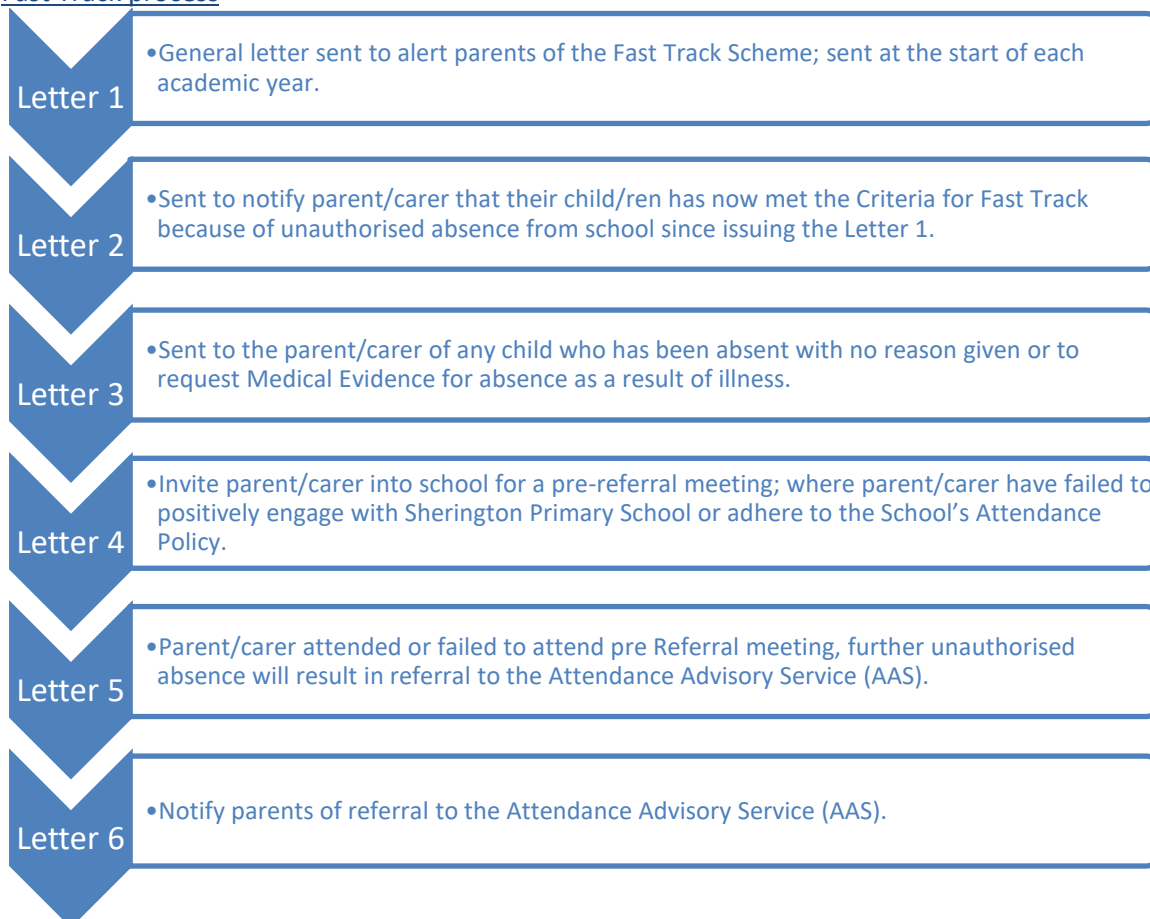 Fast Track process
•General letter sent to alert parents of the Fast Track Scheme; sent at the start of each
academic year.
Letter 1
•Sent to notify parent/carer that their child/ren has now met the Criteria for Fast Track
because of unauthorised absence from school since issuing the Letter 1.
Letter 2
•Sent to the parent/carer of any child who has been absent with no reason given or to
request Medical Evidence for absence as a result of illness.
Letter 3
•Invite parent/carer into school for a pre-referral meeting; where parent/carer have failed to
positively engage with Sherington Primary School or adhere to the School’s Attendance
Policy.
Letter 4
•Parent/carer attended or failed to attend pre Referral meeting, further unauthorised
absence will result in referral to the Attendance Advisory Service (AAS).
Letter 5
•Notify parents of referral to the Attendance Advisory Service (AAS).
Letter 6